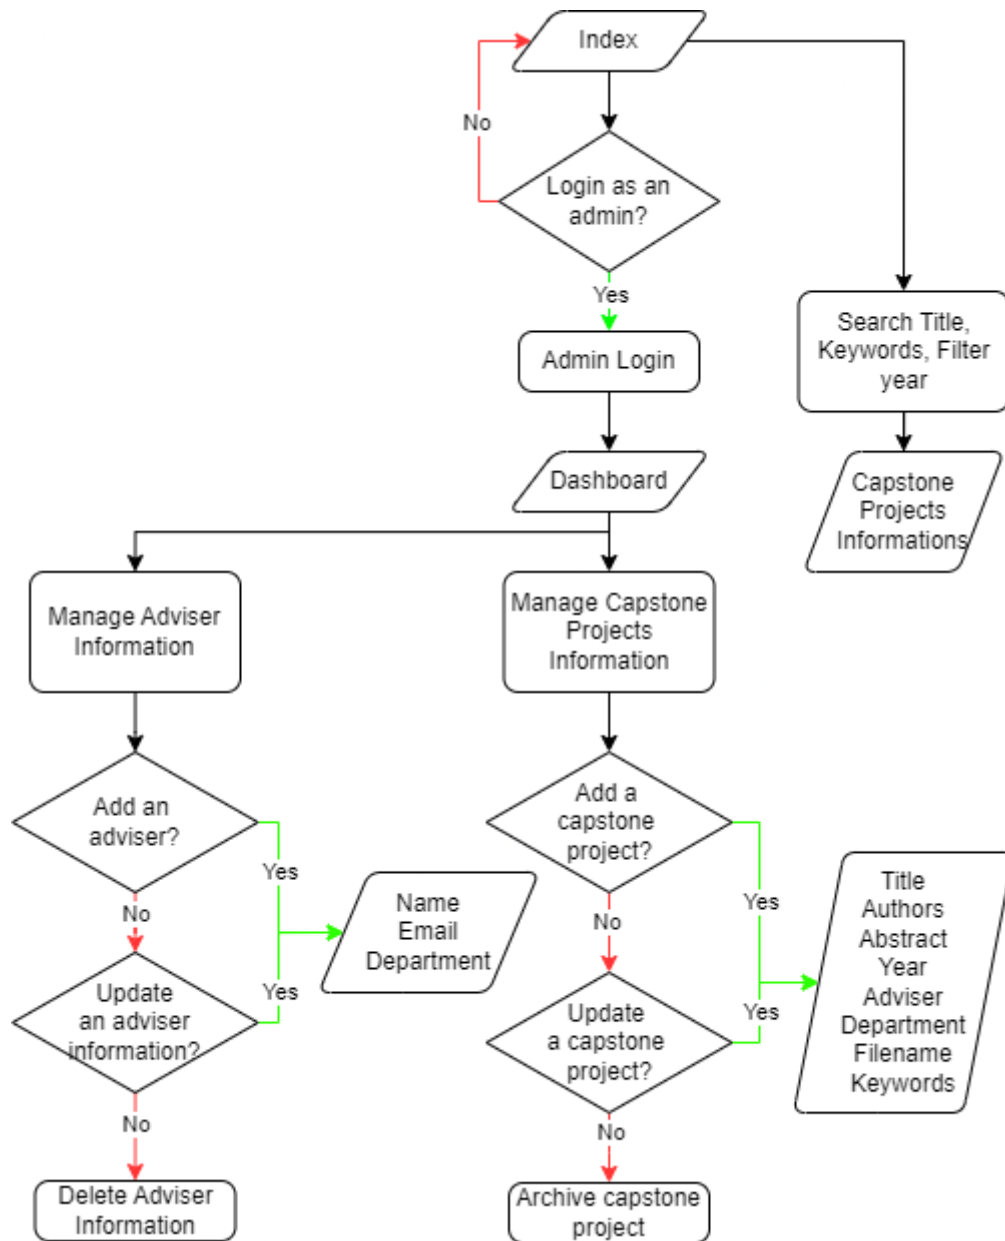 Index
No
Login as an
admin?
Yes
Search Title,
Keywords, Filter
year
Admin Login
Dashboard
Capstone
Projects
Informations
Manage Adviser
Information
Manage Capstone
Projects
Information
Add an
adviser?
Yes
No
Name
Email
Department
Update
an adviser
information?
Yes
No
Delete Adviser
Information
Add a
capstone
project?
Yes
No
Title
Authors
Abstract
Year
Adviser
Department
Filename
Keywords
Update
a capstone
project?
Yes
No
Archive capstone
project